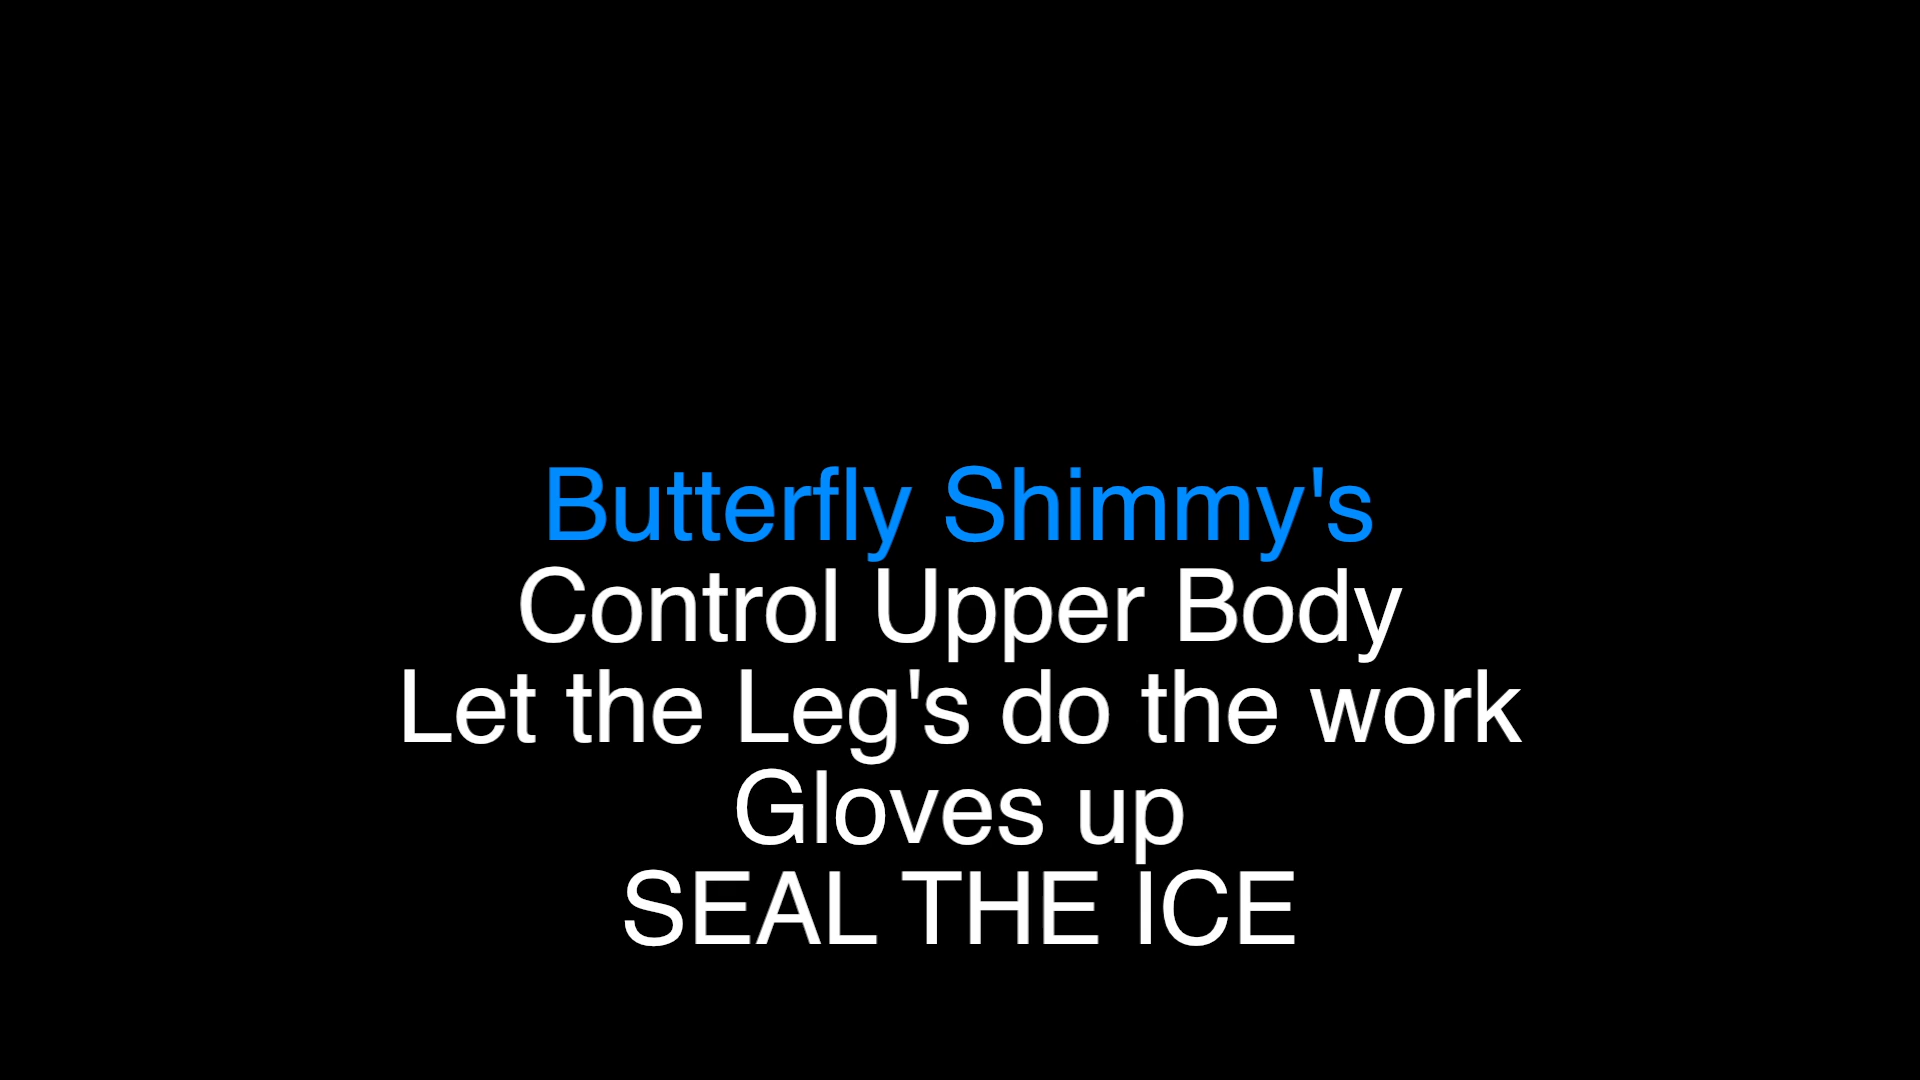 Butterfly Shimmy's
Control Upper Body
Let the Leg's do the work
Gloves up
SEAL THE ICE